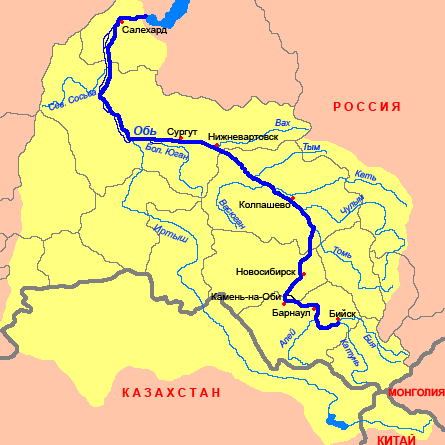 Салехард
Сев. Сосьва
РОССИЯ
Обь
Сургут
Вах
Нижневартовск
Бол. Юган
Тым
Кеть
Чулым
Колпашево
Васюган
Иртыш
Томь
Новосибирск
Камень-на-Оби
Барнаул
Бийск
Алей
Катунь
Бия
КАЗАХСТАН
МОНГОЛИЯ
КИТАЙ